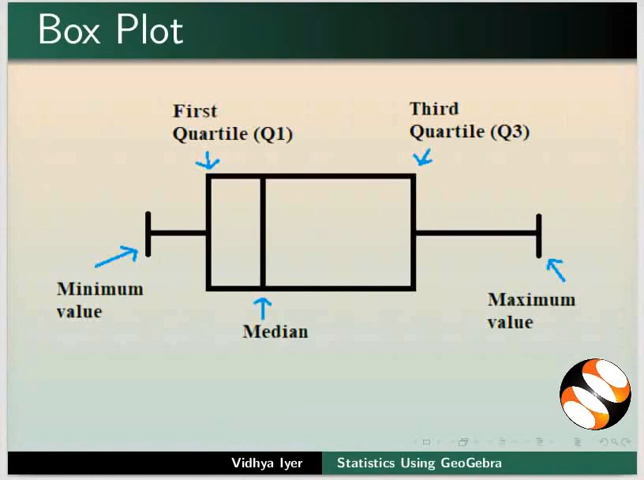 Box Plot
First
Quartile (Q1)
Third
Quartile (Q3)
Minimum
value
Maximum
value
Median
Vidhya Iyer
Statistics Using GeoGebra